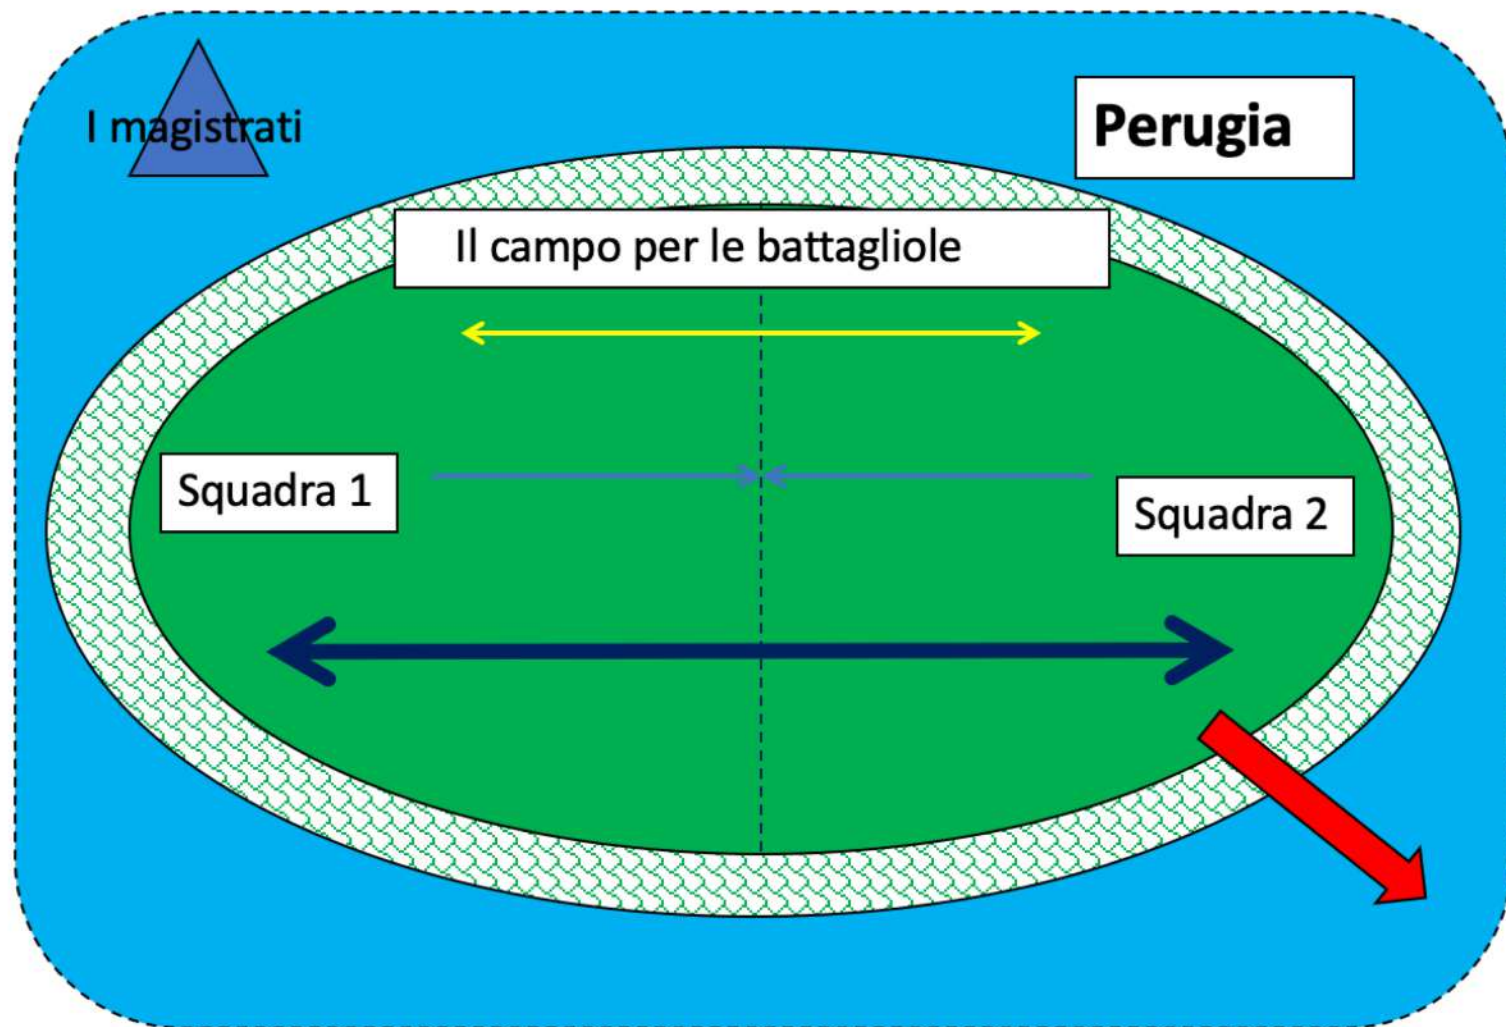 I magistrati
Perugia
Il campo per le battagliole
Squadra 1
Squadra 2